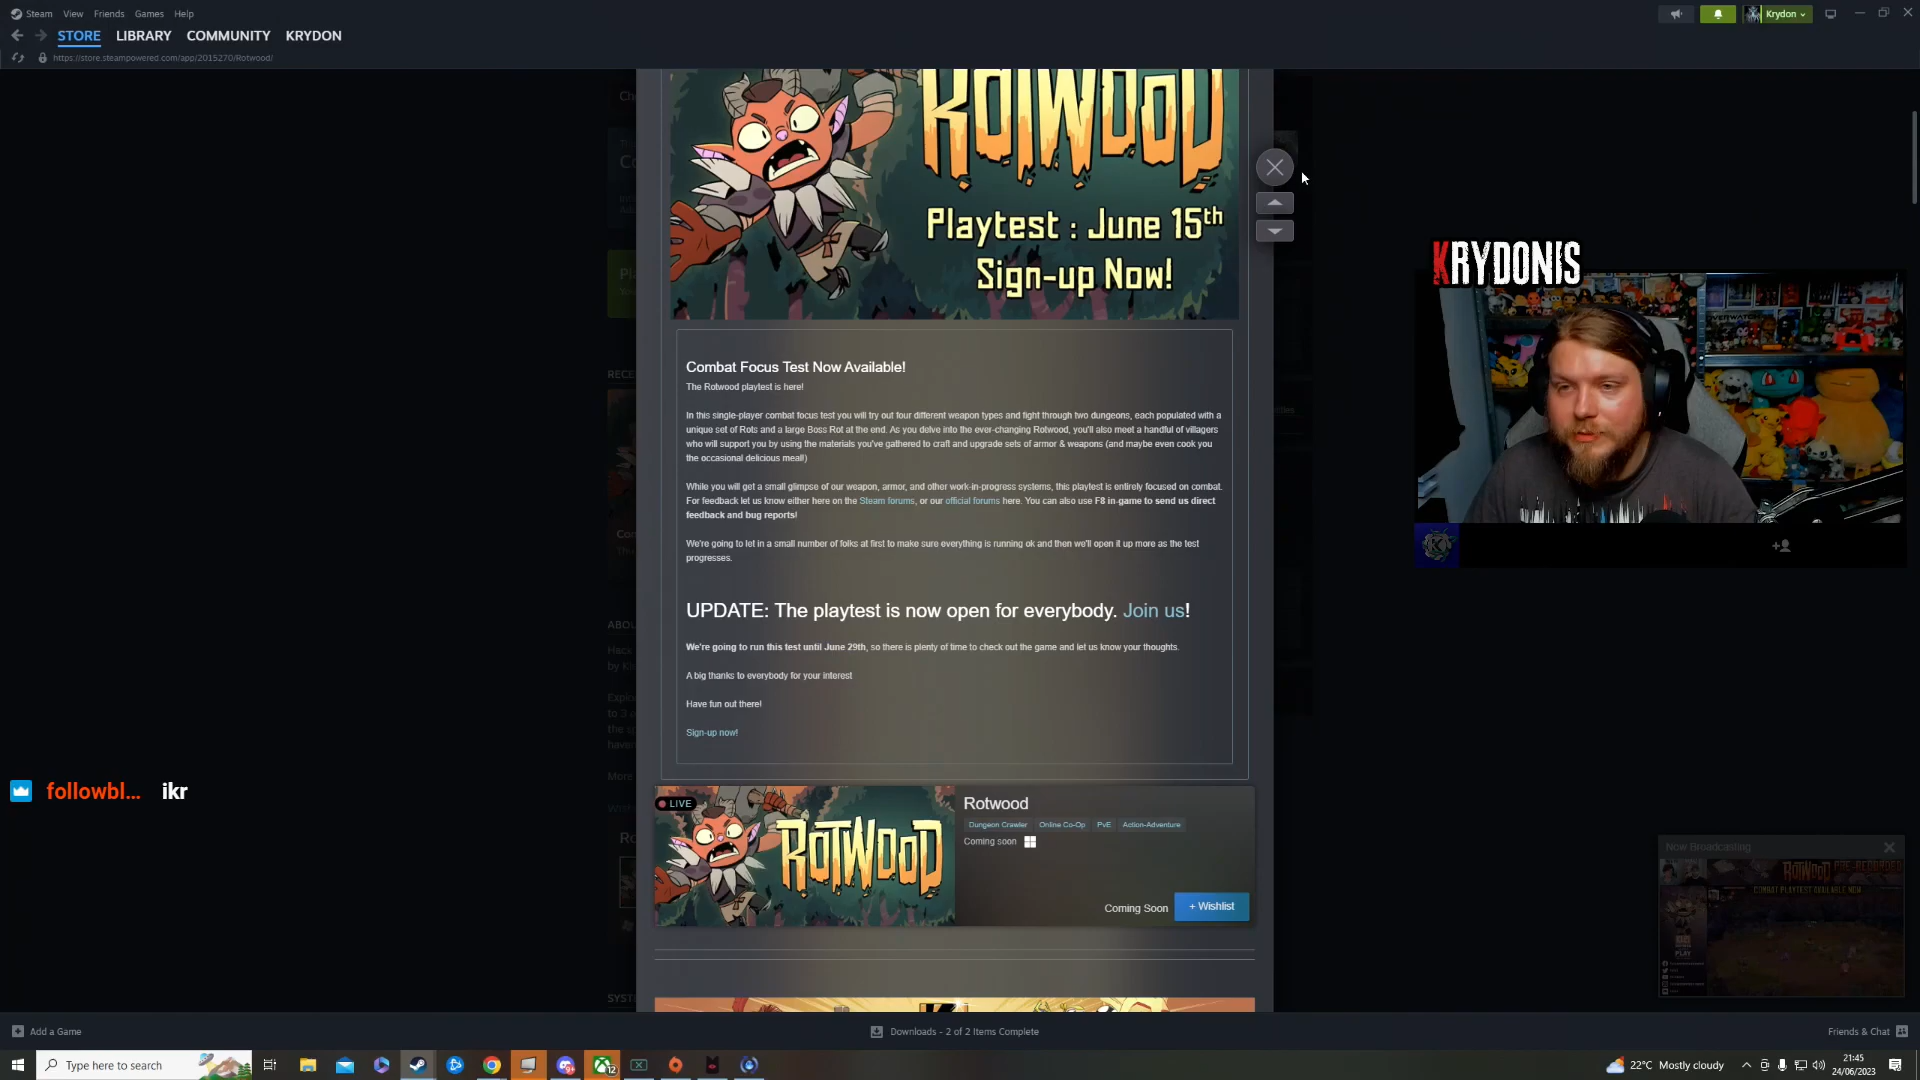 Steam View Friends Games Help
Krydon
STORE LIBRARY COMMUNITY KRYDON
https://store.steampowered.com/app/2015270/Rotwood/
ROTWOOD
Playtest : June 15th
Sign-up Now!
KRYDONIS
Combat Focus Test Now Available!
The Rotwood playtest is here!
In this single-player combat focus test you will try out four different weapon types and fight through two dungeons, each populated with a
unique set of Rots and a large Boss Rot at the end. As you delve into the ever-changing Rotwood, you'll also meet a handful of villagers
who will support you by using the materials you've gathered to craft and upgrade sets of armor & weapons (and maybe even cook you
the occasional delicious meal!)
While you will get a small glimpse of our weapon, armor, and other work-in-progress systems, this playtest is entirely focused on combat.
For feedback let us know either here on the Steam forums, or our official forums here. You can also use F8 in-game to send us direct
feedback and bug reports!
We're going to let in a small number of folks at first to make sure everything is running ok and then we'll open it up more as the test
progresses.
UPDATE: The playtest is now open for everybody. Join us!
We're going to run this test until June 29th, so there is plenty of time to check out the game and let us know your thoughts.
A big thanks to everybody for your interest
Have fun out there!
Sign-up now!
followbl... ikr
LIVE
ROTWOOD
Rotwood
Dungeon Crawler Online Co-Op PvE Action-Adventure
Coming soon
Coming Soon + Wishlist
Now Broadcasting
ROTWOOD PRE-RECORDED
COMBAT PLAYTEST AVAILABLE NOW
Add a Game
Downloads - 2 of 2 Items Complete
Friends & Chat
Type here to search
12
22°C Mostly cloudy
21:45
24/06/2023